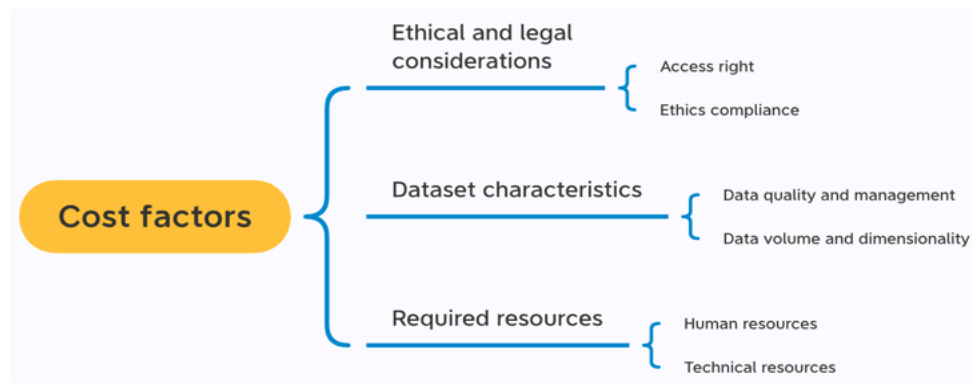 Cost factors
Ethical and legal
considerations
Access right
Ethics compliance
Dataset characteristics
Data quality and management
Data volume and dimensionality
Required resources
Human resources
Technical resources